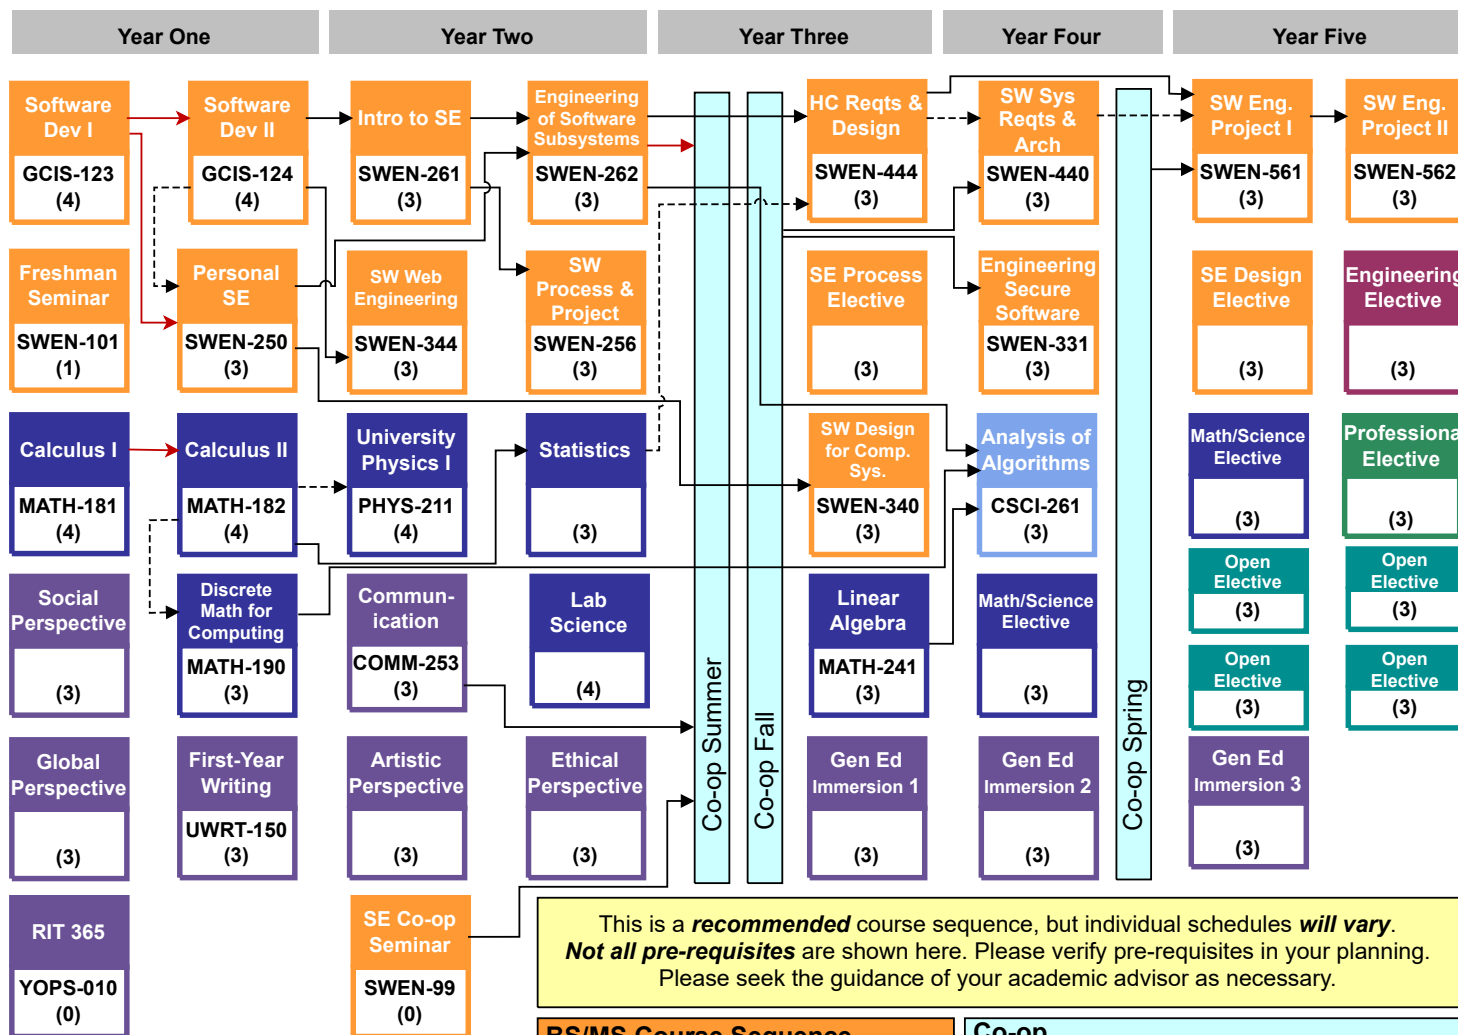 Year One
Year Two
Year Three
Year Four
Year Five
Software
Dev I
GCIS-123
(4)
Software
Dev II
GCIS-124
(4)
Intro to SE
SWEN-261
(3)
Engineering
of Software
Subsystems
SWEN-262
(3)
HC Reqts &
Design
SWEN-444
(3)
SW Sys
Reqts &
Arch
SWEN-440
(3)
SW Eng.
Project I
SWEN-561
(3)
SW Eng.
Project II
SWEN-562
(3)
Freshman
Seminar
SWEN-101
(1)
Personal
SE
SWEN-250
(3)
SW Web
Engineering
SWEN-344
(3)
SW
Process &
Project
SWEN-256
(3)
SE Process
Elective
(3)
Engineering
Secure
Software
SWEN-331
(3)
SE Design
Elective
(3)
Engineering
Elective
(3)
Calculus I
MATH-181
(4)
Calculus II
MATH-182
(4)
University
Physics I
PHYS-211
(4)
Statistics
(3)
SW Design
for Comp.
Sys.
SWEN-340
(3)
Analysis of
Algorithms
CSCI-261
(3)
Math/Science
Elective
(3)
Professiona
Elective
(3)
Open
Elective
(3)
Open
Elective
(3)
Social
Perspective
(3)
Discrete
Math for
Computing
MATH-190
(3)
Commun-
ication
COMM-253
(3)
Lab
Science
(4)
Linear
Algebra
MATH-241
(3)
Math/Science
Elective
(3)
Open
Elective
(3)
Open
Elective
(3)
Global
Perspective
(3)
First-Year
Writing
UWRT-150
(3)
Artistic
Perspective
(3)
Ethical
Perspective
(3)
Co-op Summer
Co-op Fall
Gen Ed
Immersion 1
(3)
Gen Ed
Immersion 2
(3)
Co-op Spring
Gen Ed
Immersion 3
(3)
RIT 365
YOPS-010
(0)
SE Co-op
Seminar
SWEN-99
(0)
This is a recommended course sequence, but individual schedules will vary.
Not all pre-requisites are shown here. Please verify pre-requisites in your planning.
Please seek the guidance of your academic advisor as necessary.
BS/MS Course Sequence
Co-op